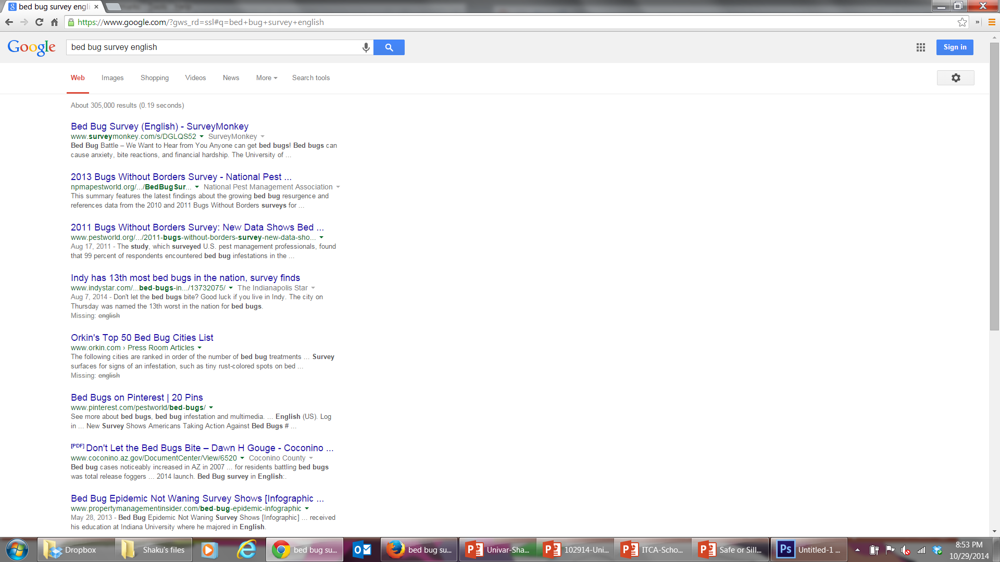 bed bug survey engli
https://www.google.com/?gws_rd=ssl#q=bed+bug+survey+english
Google
bed bug survey english
Sign in
Web Images Shopping Videos News More Search tools
About 305,000 results (0.19 seconds)
Bed Bug Survey (English) - SurveyMonkey
www.surveymonkey.com/s/DGLQS52 SurveyMonkey
Bed Bug Battle – We Want to Hear from You Anyone can get bed bugs! Bed bugs can
cause anxiety, bite reactions, and financial hardship. The University of ...
2013 Bugs Without Borders Survey - National Pest ...
npmapestworld.org/.../BedBugSur... National Pest Management Association
This summary features the latest findings about the growing bed bug resurgence and
references data from the 2010 and 2011 Bugs Without Borders surveys for ...
2011 Bugs Without Borders Survey: New Data Shows Bed ...
www.pestworld.org/.../2011-bugs-without-borders-survey-new-data-sho...
Aug 17, 2011 - The study, which surveyed U.S. pest management professionals, found
that 99 percent of respondents encountered bed bug infestations in the ...
Indy has 13th most bed bugs in the nation, survey finds
www.indystar.com/...bed-bugs-in.../13732075/ The Indianapolis Star
Aug 7, 2014 - Don't let the bed bugs bite? Good luck if you live in Indy. The city on
Thursday was named the 13th worst in the nation for bed bugs.
Missing: english
Orkin's Top 50 Bed Bug Cities List
www.orkin.com › Press Room Articles
The following cities are ranked in order of the number of bed bug treatments ... Survey
surfaces for signs of an infestation, such as tiny rust-colored spots on bed ...
Missing: english
Bed Bugs on Pinterest | 20 Pins
www.pinterest.com/pestworld/bed-bugs/
See more about bed bugs, bed bug infestation and multimedia. ... English (US). Log
in ... New Survey Shows Americans Taking Action Against Bed Bugs # ...
[PDF] Don't Let the Bed Bugs Bite – Dawn H Gouge - Coconino ...
www.coconino.az.gov/DocumentCenter/View/6520 Coconino County
Bed bug cases noticeably increased in AZ in 2007 ... for residents battling bed bugs
was total release foggers ... 2014 launch. Bed Bug survey in English:.
Bed Bug Epidemic Not Waning Survey Shows [Infographic ...
www.propertymanagementinsider.com/bed-bug-epidemic-infographic
May 28, 2013 - Bed Bug Epidemic Not Waning Survey Shows [Infographic] ... received
his education at Indiana University where he majored in English.
Dropbox Shaku's files bed bug su... bed bug su... Univar-Sha... 102914-Uni... ITCA-Scho... Safe or Sill... Ps Untitled-1 ... 8:53 PM
10/29/2014